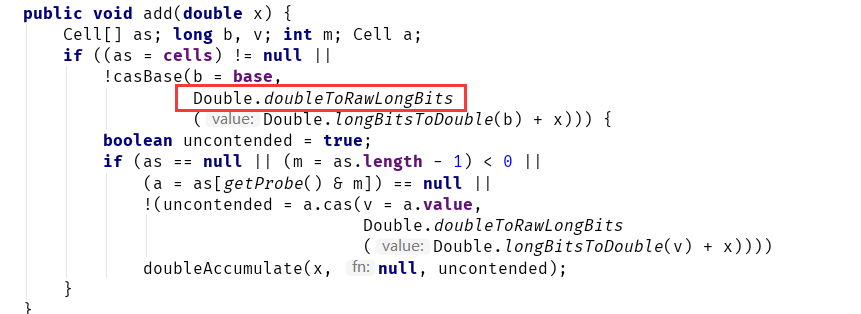 public void add(double x) {
    Cell[] as; long b, v; int m; Cell a;
    if ((as = cells) != null ||
        !casBase(b = base,
                 Double.doubleToRawLongBits
                 ( value: Double.longBitsToDouble(b) + x))) {
        boolean uncontended = true;
        if (as == null || (m = as.length - 1) < 0 ||
            (a = as[getProbe() & m]) == null ||
            !(uncontended = a.cas(v = a.value,
                                  Double.doubleToRawLongBits
                                  ( value: Double.longBitsToDouble(v) + x))))
            doubleAccumulate(x, fn: null, uncontended);
    }
}